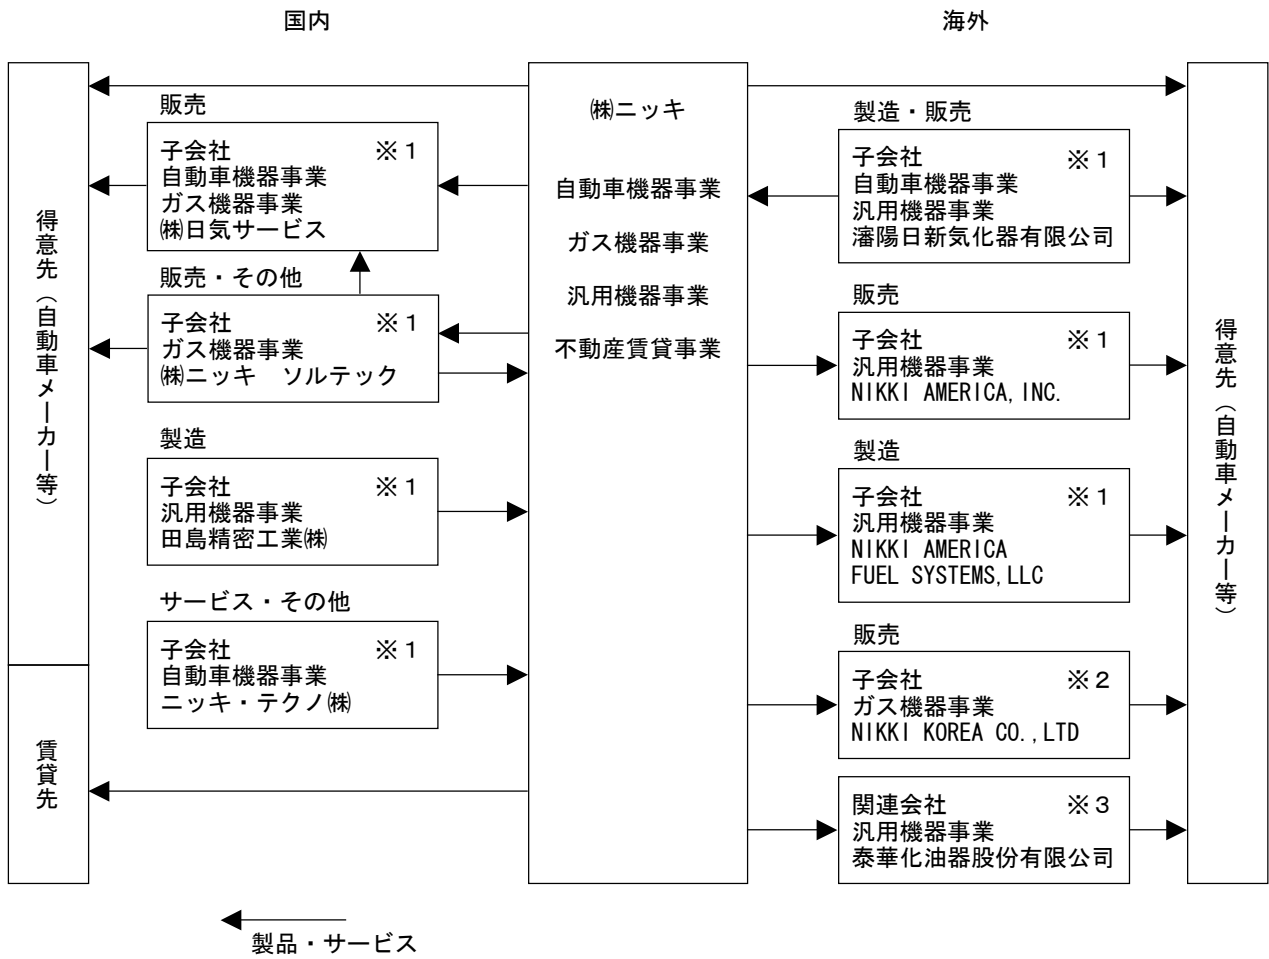 国内
海外
得意先（自動車メーカー等）
賃貸先
販売
子会社 ※１
自動車機器事業
ガス機器事業
㈱日気サービス
販売・その他
子会社 ※１
ガス機器事業
㈱ニッキ　ソルテック
製造
子会社 ※１
汎用機器事業
田島精密工業㈱
サービス・その他
子会社 ※１
自動車機器事業
ニッキ・テクノ㈱
㈱ニッキ
自動車機器事業
ガス機器事業
汎用機器事業
不動産賃貸事業
製造・販売
子会社 ※１
自動車機器事業
汎用機器事業
瀋陽日新気化器有限公司
販売
子会社 ※１
汎用機器事業
NIKKI AMERICA,INC.
製造
子会社 ※１
汎用機器事業
NIKKI AMERICA
FUEL SYSTEMS,LLC
販売
子会社 ※２
ガス機器事業
NIKKI KOREA CO.,LTD
関連会社 ※３
汎用機器事業
泰華化油器股份有限公司
得意先（自動車メーカー等）
製品・サービス